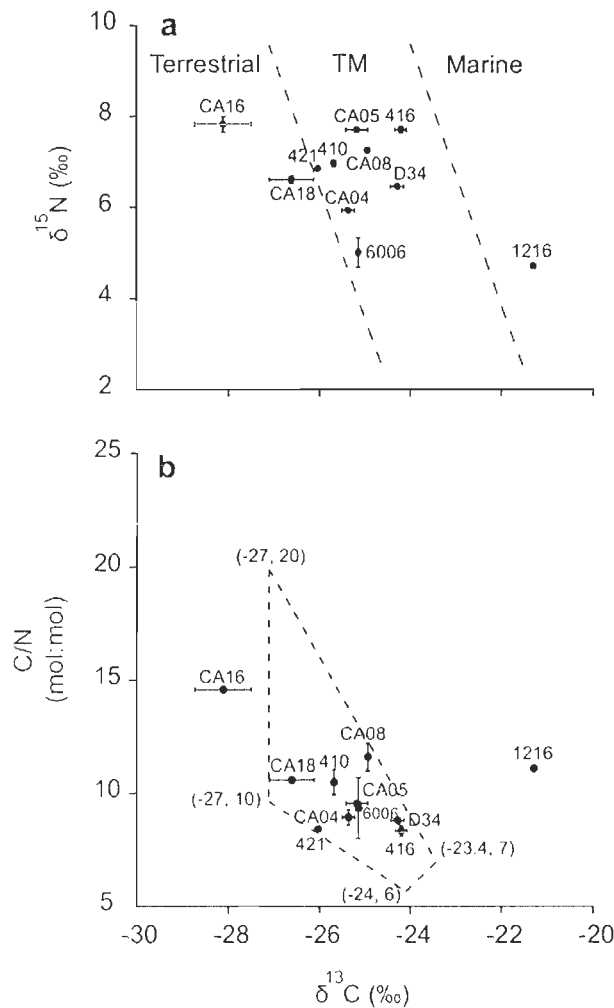 a
10
Terrestrial TM Marine
CA16
8
CA05 416
421 410
CA08
D34
CA18
6
CA04
6006
1216
4
2
δ¹⁵N (‰)
b
25
20
(-27, 20)
C/N
(mol:mol)
15
CA16
CA08
1216
CA18 410
10
CA05
(-27, 10)
CA04 6006 D34
421 416 (-23.4, 7)
(-24, 6)
5
-30 -28 -26 -24 -22 -20
δ¹³C (‰)